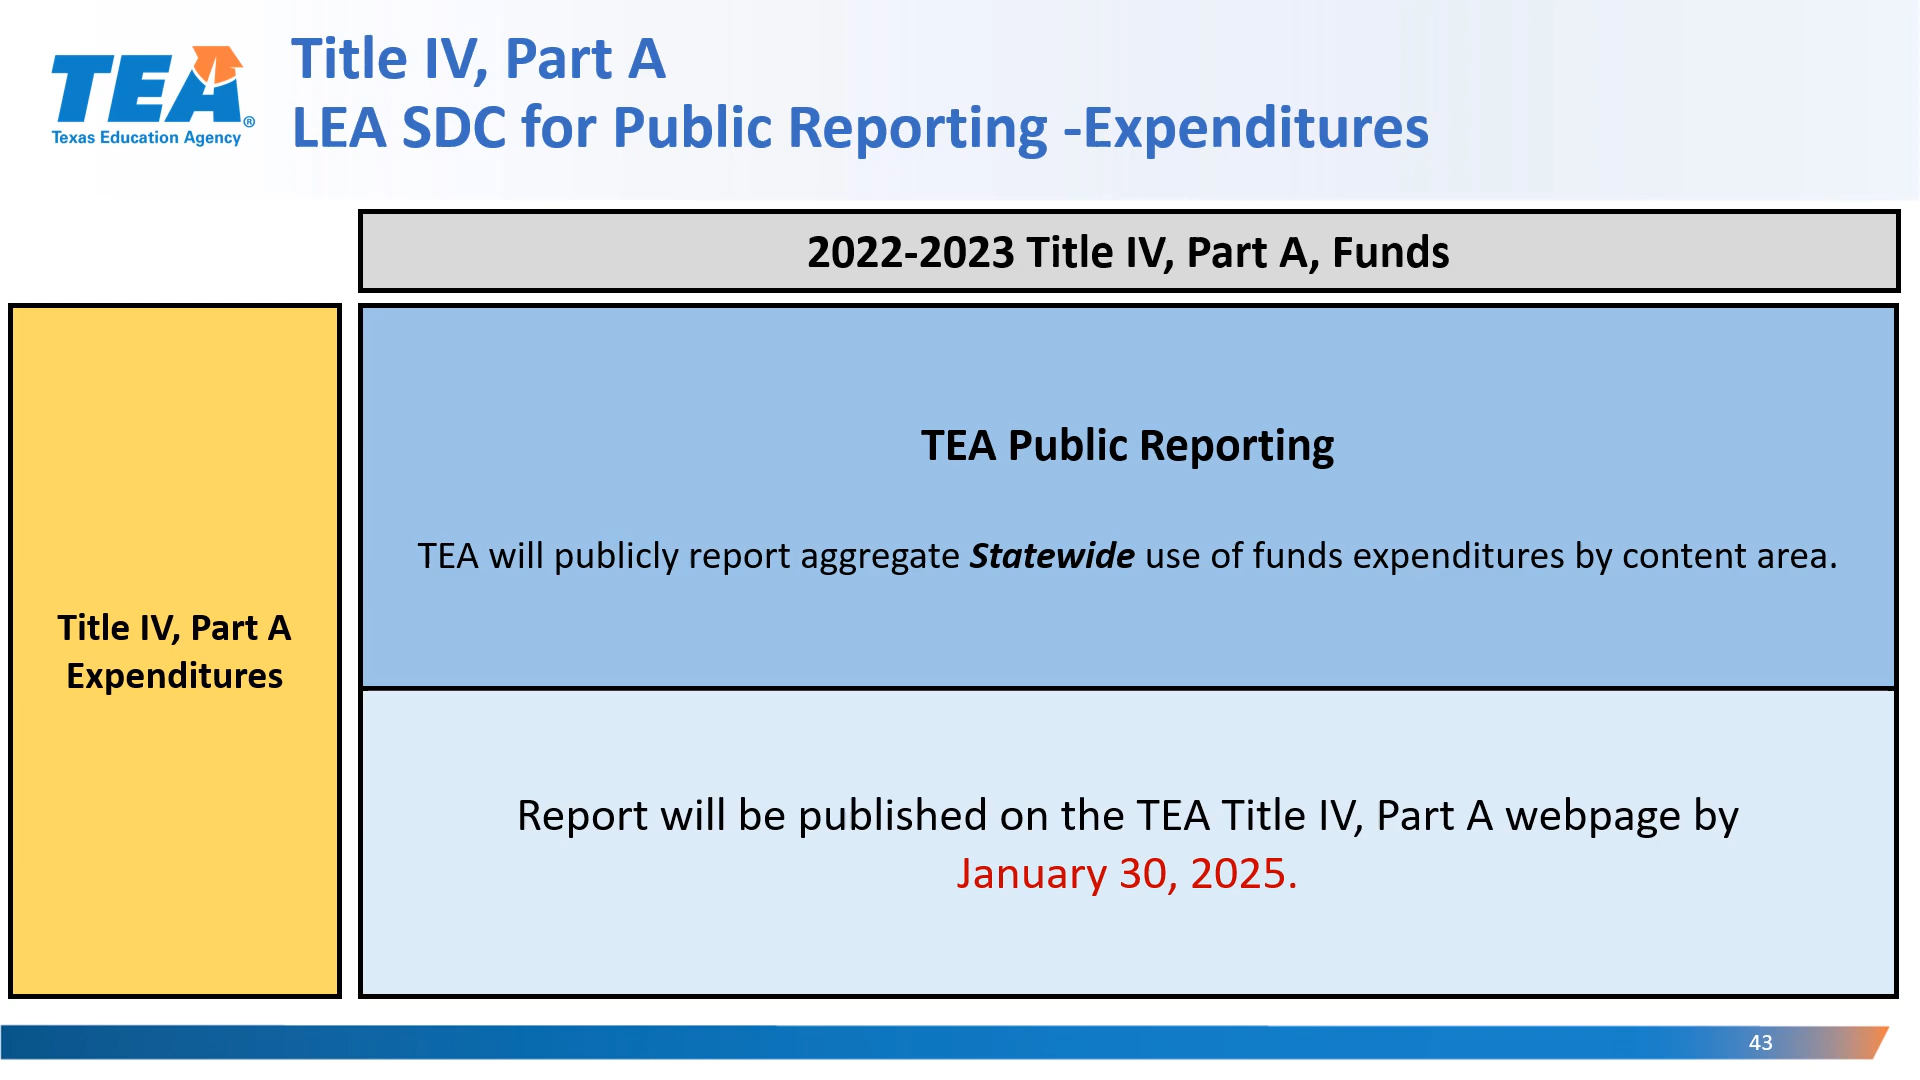 TEA®
Texas Education Agency
Title IV, Part A
LEA SDC for Public Reporting -Expenditures
2022-2023 Title IV, Part A, Funds
Title IV, Part A
Expenditures
TEA Public Reporting
TEA will publicly report aggregate Statewide use of funds expenditures by content area.
Report will be published on the TEA Title IV, Part A webpage by
January 30, 2025.
43